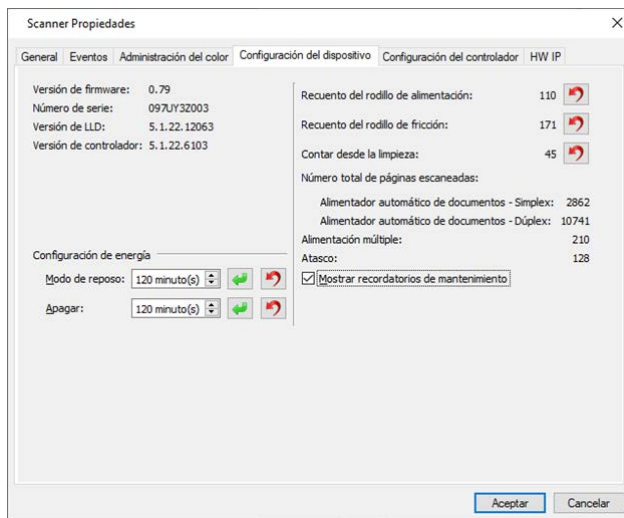 Scanner Propiedades
General Eventos Administración del color Configuración del dispositivo Configuración del controlador HW IP
Versión de firmware: 0.79
Número de serie: 097UY3Z003
Versión de LLD: 5.1.22.12063
Versión de controlador: 5.1.22.6103
Configuración de energía
Modo de reposo: 120 minuto(s)
Apagar: 120 minuto(s)
Recuento del rodillo de alimentación: 110
Recuento del rodillo de fricción: 171
Contar desde la limpieza: 45
Número total de páginas escaneadas:
Alimentador automático de documentos - Simplex: 2862
Alimentador automático de documentos - Dúplex: 10741
Alimentación múltiple: 210
Atasco: 128
Mostrar recordatorios de mantenimiento
Aceptar Cancelar